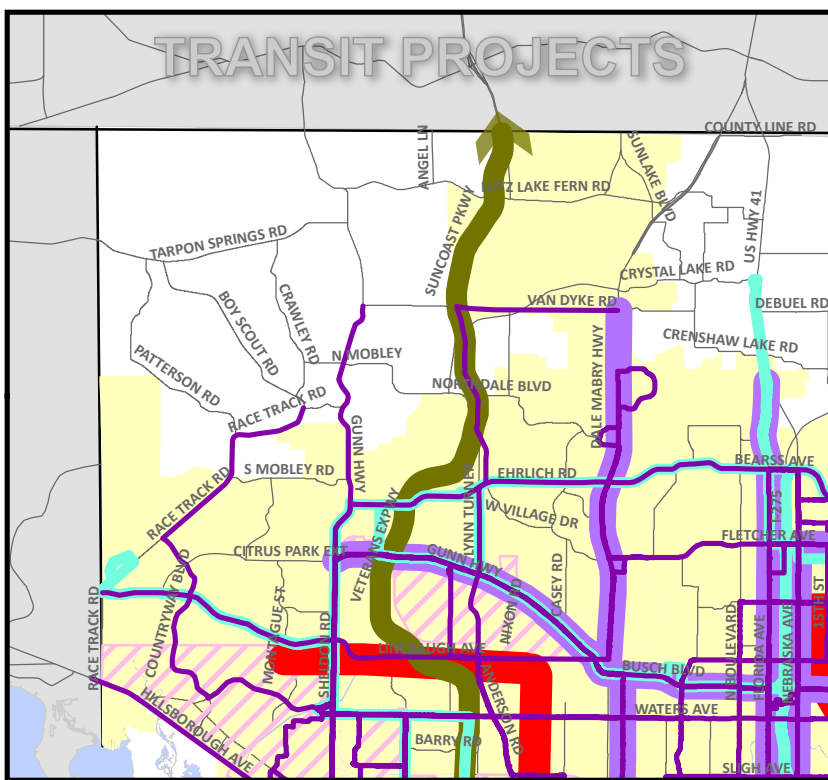 TRANSIT PROJECTS
COUNTY LINE RD
ANGEL LN
SUNLAKE BLVD
LUTZ LAKE FERN RD
US HWY 41
SUNCOAST PKWY
TARPON SPRINGS RD
CRYSTAL LAKE RD
VAN DYKE RD
DEBUEL RD
BOY SCOUT RD
CRAWLEY RD
CRENSHAW LAKE RD
N MOBLEY
PATTERSON RD
DALE MABRY HWY
NORTHDALE BLVD
RACE TRACK RD
GUNN HWY
S MOBLEY RD
EHRLICH RD
BEARSS AVE
RACE TRACK RD
LYNN TURNER
W VILLAGE DR
I-275
VETERANS EXPWY
FLETCHER AVE
CITRUS PARK EXT
GUNN HWY
COUNTRYWAY BLVD
CASEY RD
NIXON RD
15TH ST
RACE TRACK RD
MONTAGUE ST
SHELDON RD
LINEBAUGH AVE
N BOULEVARD
FLORIDA AVE
NEBRASKA AVE
BUSCH BLVD
ANDERSON RD
HILLSBOROUGH AVE
WATERS AVE
BARRY RD
SLIGH AVE